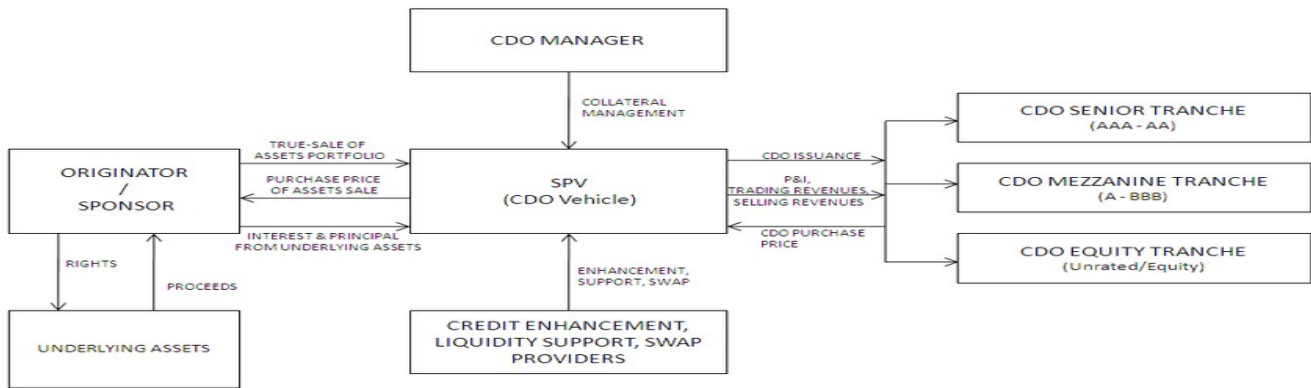 CDO MANAGER
COLLATERAL
MANAGEMENT
ORIGINATOR
/
SPONSOR
TRUE-SALE OF
ASSETS PORTFOLIO
PURCHASE PRICE
OF ASSETS SALE
INTEREST & PRINCIPAL
FROM UNDERLYING ASSETS
SPV
(CDO Vehicle)
CDO ISSUANCE
P&I,
TRADING REVENUES,
SELLING REVENUES
CDO PURCHASE
PRICE
CDO SENIOR TRANCHE
(AAA - AA)
CDO MEZZANINE TRANCHE
(A - BBB)
CDO EQUITY TRANCHE
(Unrated/Equity)
RIGHTS
PROCEEDS
ENHANCEMENT,
SUPPORT, SWAP
UNDERLYING ASSETS
CREDIT ENHANCEMENT,
LIQUIDITY SUPPORT, SWAP
PROVIDERS